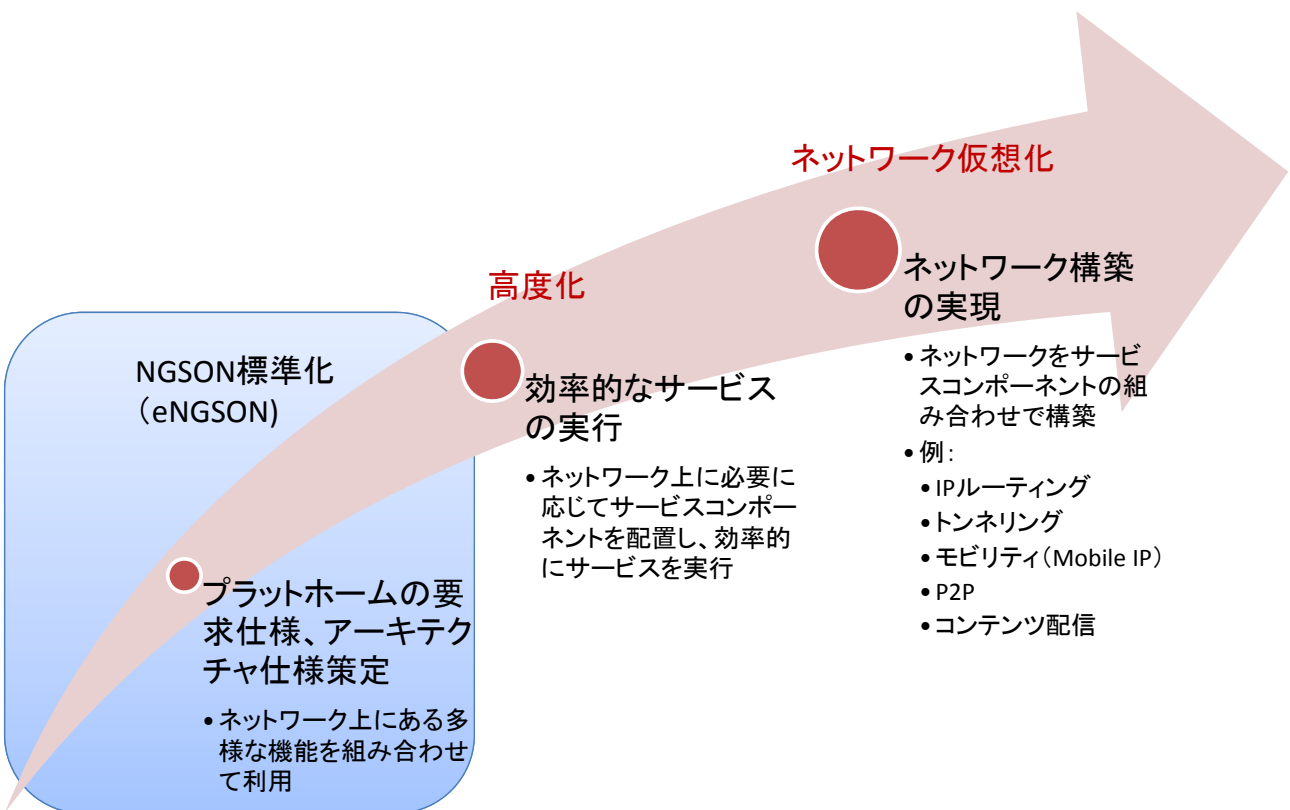 NGSON標準化
（eNGSON)
プラットホームの要
求仕様、アーキテク
チャ仕様策定
•ネットワーク上にある多
様な機能を組み合わせ
て利用
高度化
効率的なサービス
の実行
•ネットワーク上に必要に
応じてサービスコンポー
ネントを配置し、効率的
にサービスを実行
ネットワーク仮想化
ネットワーク構築
の実現
•ネットワークをサービ
スコンポーネントの組
み合わせで構築
•例：
•IPルーティング
•トンネリング
•モビリティ（Mobile IP）
•P2P
•コンテンツ配信